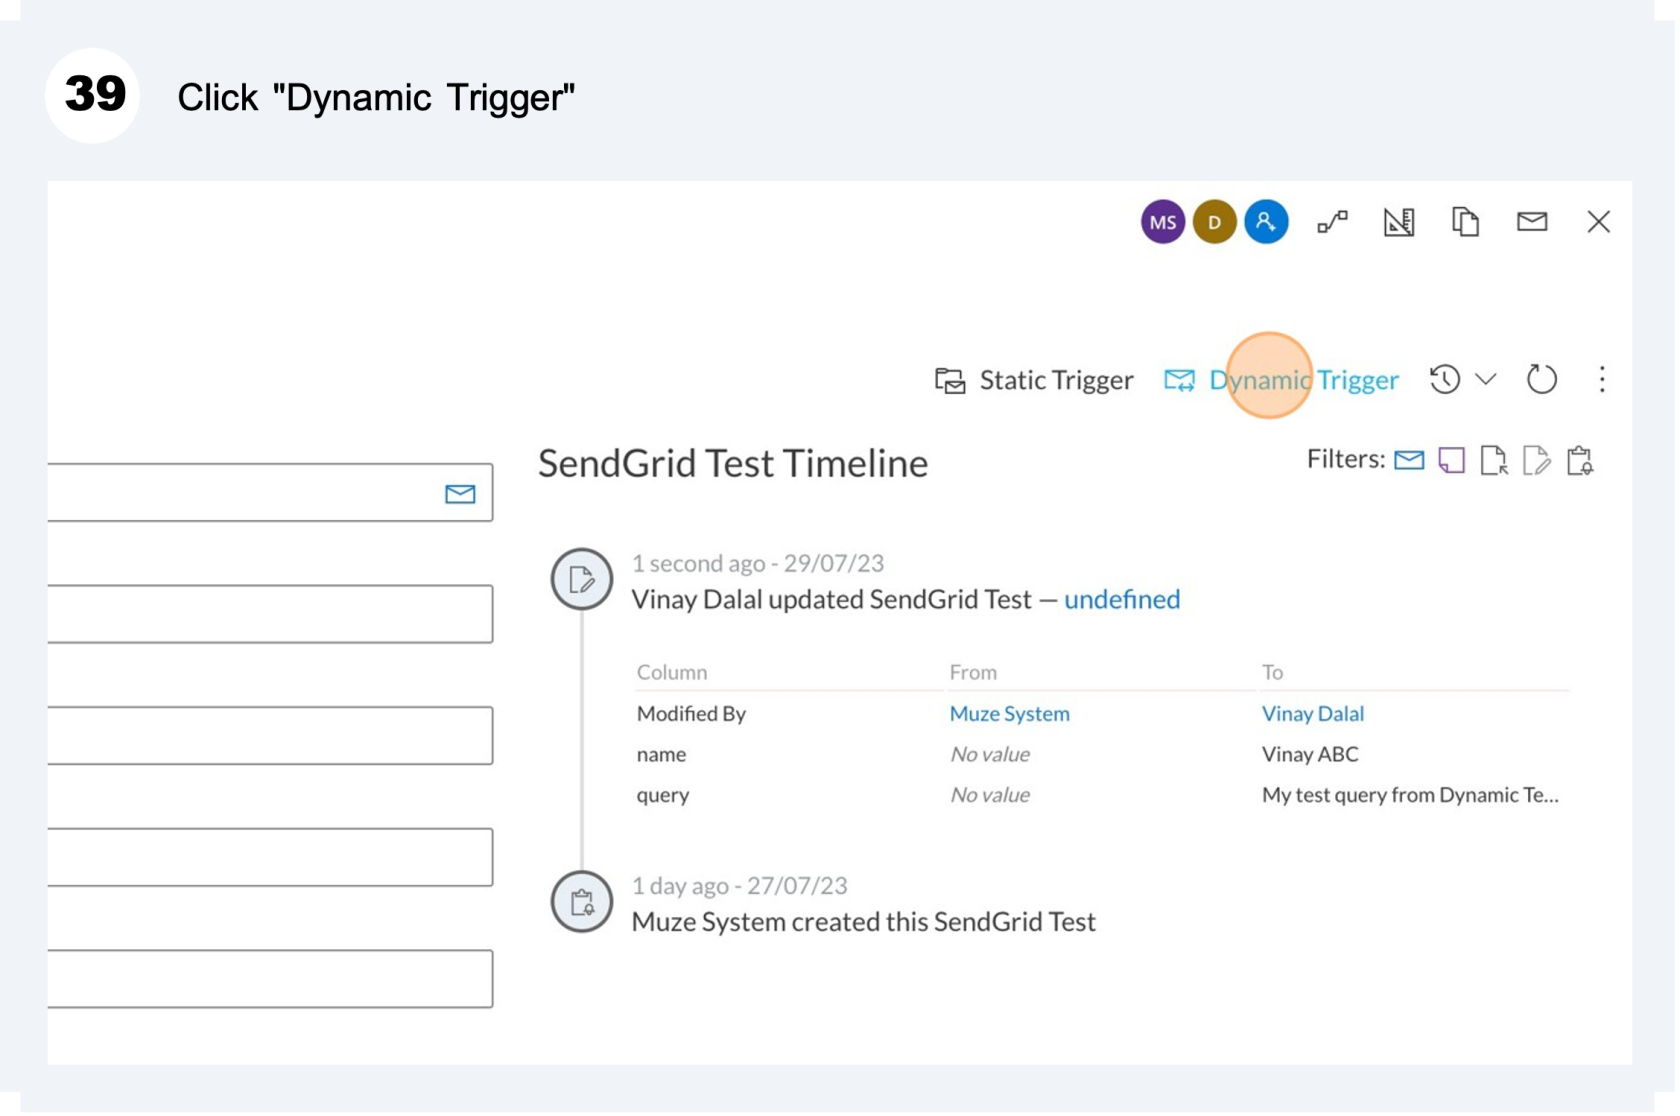 39 Click "Dynamic Trigger"
MS D
Static Trigger Dynamic Trigger
SendGrid Test Timeline Filters:
1 second ago - 29/07/23
Vinay Dalal updated SendGrid Test — undefined
Column From To
Modified By Muze System Vinay Dalal
name No value Vinay ABC
query No value My test query from Dynamic Te...
1 day ago - 27/07/23
Muze System created this SendGrid Test